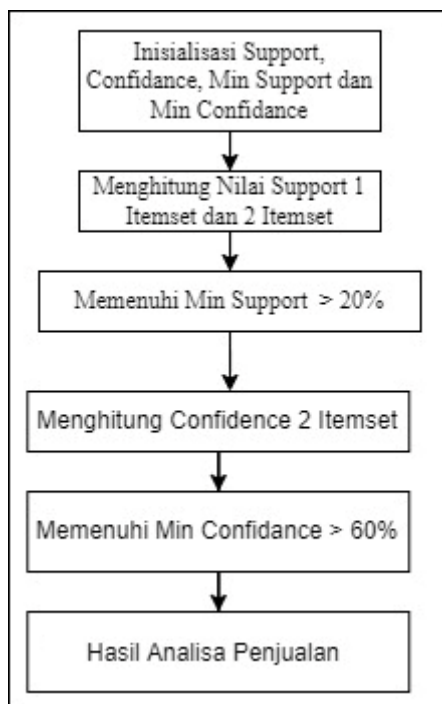 Inisialisasi Support,
Confidance, Min Support dan
Min Confidance
Menghitung Nilai Support 1
Itemset dan 2 Itemset
Memenuhi Min Support > 20%
Menghitung Confidence 2 Itemset
Memenuhi Min Confidance > 60%
Hasil Analisa Penjualan